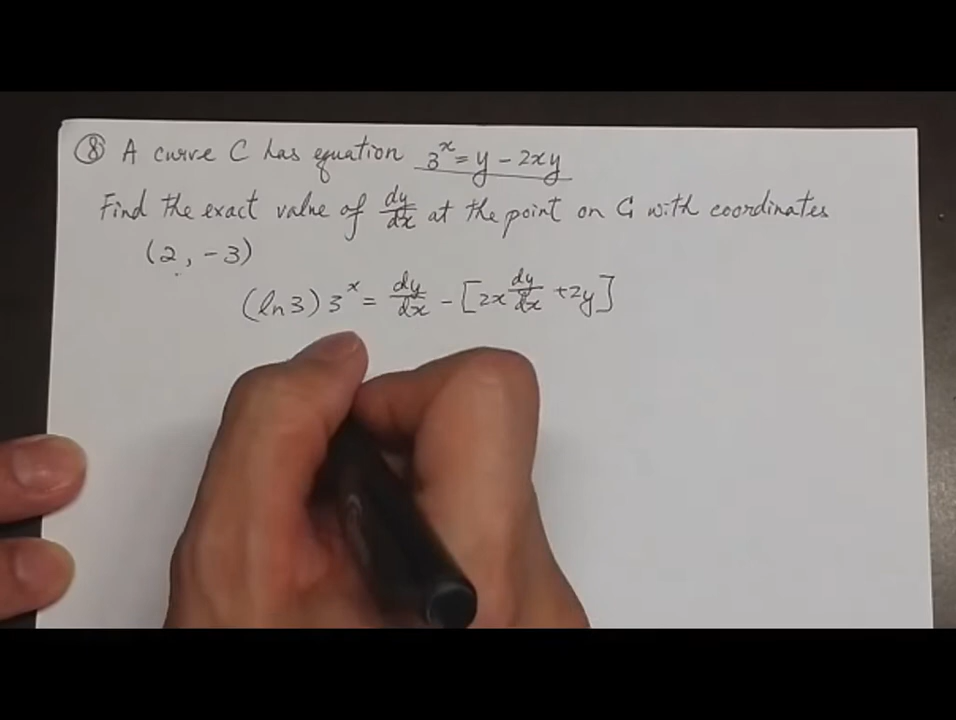 ⑧ A curve C has equation 3^x = y - 2xy
Find the exact value of dy/dx at the point on C with coordinates
(2, -3)
(ln 3) 3^x = dy/dx - [2x dy/dx + 2y]